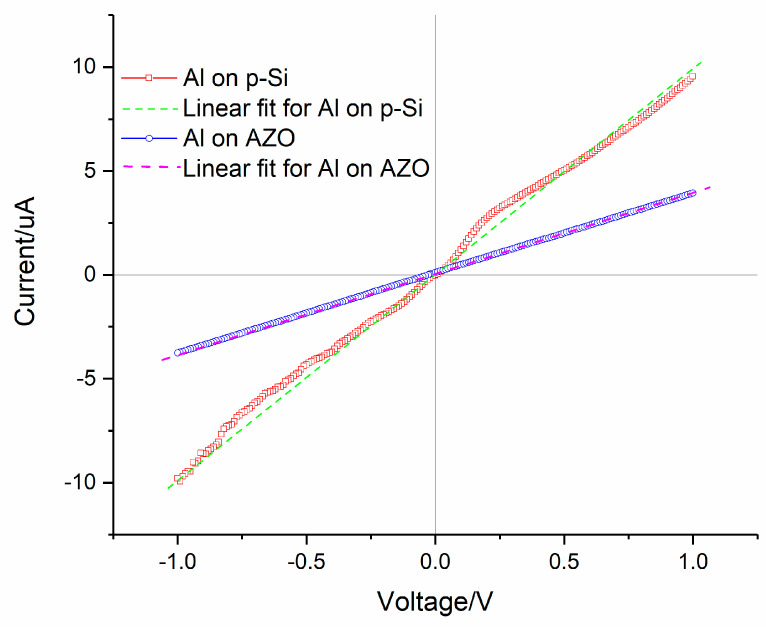 10
5
0
-5
-10
Current/uA
Al on p-Si
Linear fit for Al on p-Si
Al on AZO
Linear fit for Al on AZO
-1.0 -0.5 0.0 0.5 1.0
Voltage/V